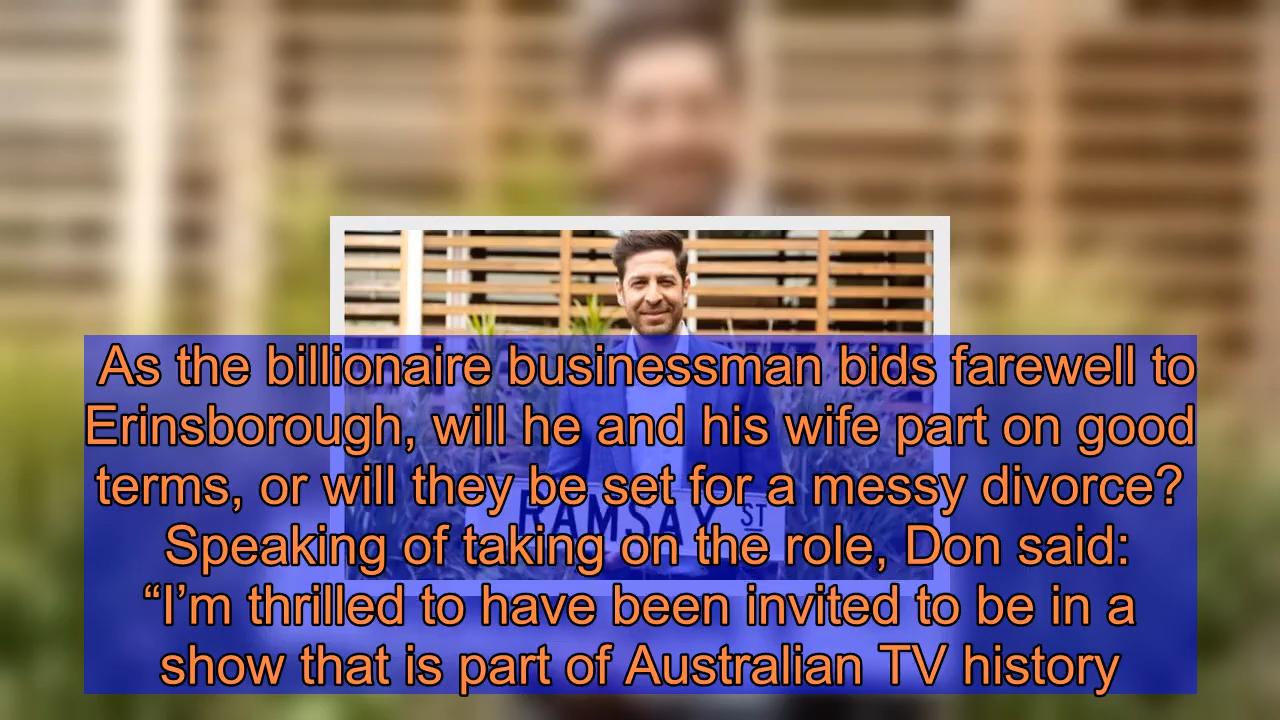 As the billionaire businessman bids farewell to
Erinsborough, will he and his wife part on good
terms, or will they be set for a messy divorce?
Speaking of taking on the role, Don said:
“I’m thrilled to have been invited to be in a
show that is part of Australian TV history
RAMSAY ST